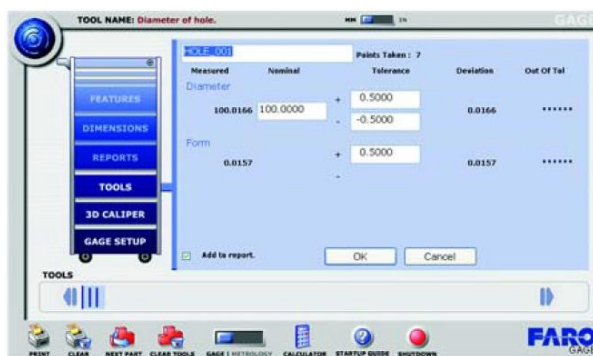 TOOL NAME: Diameter of hole.
MM IN
GAGE
HOLE_001
Points Taken : 7
Measured Nominal Tolerance Deviation Out Of Tol
Diameter
+ 0.5000
100.0166 100.0000 0.0166 ••••••
- -0.5000
Form
+ 0.5000
0.0157 0.0157 ••••••
-
FEATURES
DIMENSIONS
REPORTS
TOOLS
3D CALIPER
GAGE SETUP
Add to report.
OK Cancel
TOOLS
PRINT CLEAR NEXT PART CLEAR TOOLS GAGE | METROLOGY CALCULATOR STARTUP GUIDE SHUTDOWN
FARO
GAGE